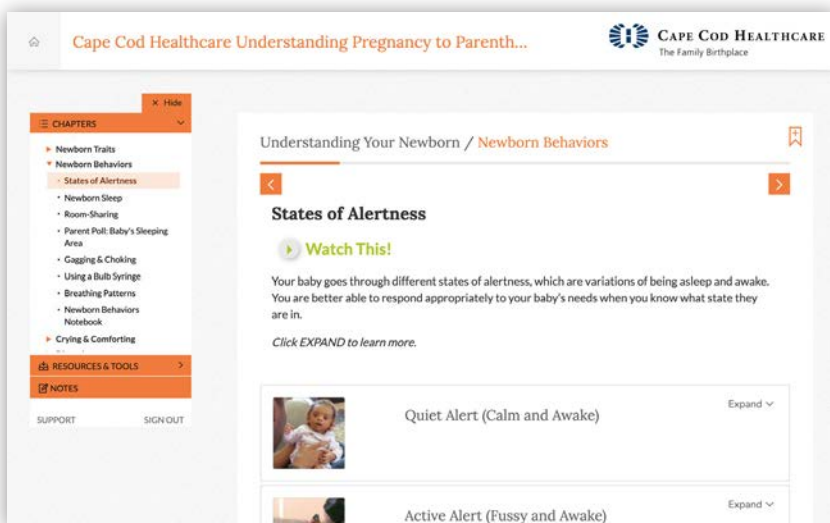 Cape Cod Healthcare Understanding Pregnancy to Parenth...
CAPE COD HEALTHCARE
The Family Birthplace
× Hide
CHAPTERS
Newborn Traits
Newborn Behaviors
States of Alertness
Newborn Sleep
Room-Sharing
Parent Poll: Baby's Sleeping
Area
Gagging & Choking
Using a Bulb Syringe
Breathing Patterns
Newborn Behaviors
Notebook
Crying & Comforting
RESOURCES & TOOLS
NOTES
SUPPORT
SIGN OUT
Understanding Your Newborn / Newborn Behaviors
States of Alertness
Watch This!
Your baby goes through different states of alertness, which are variations of being asleep and awake.
You are better able to respond appropriately to your baby's needs when you know what state they
are in.
Click EXPAND to learn more.
Quiet Alert (Calm and Awake)
Expand
Active Alert (Fussy and Awake)
Expand